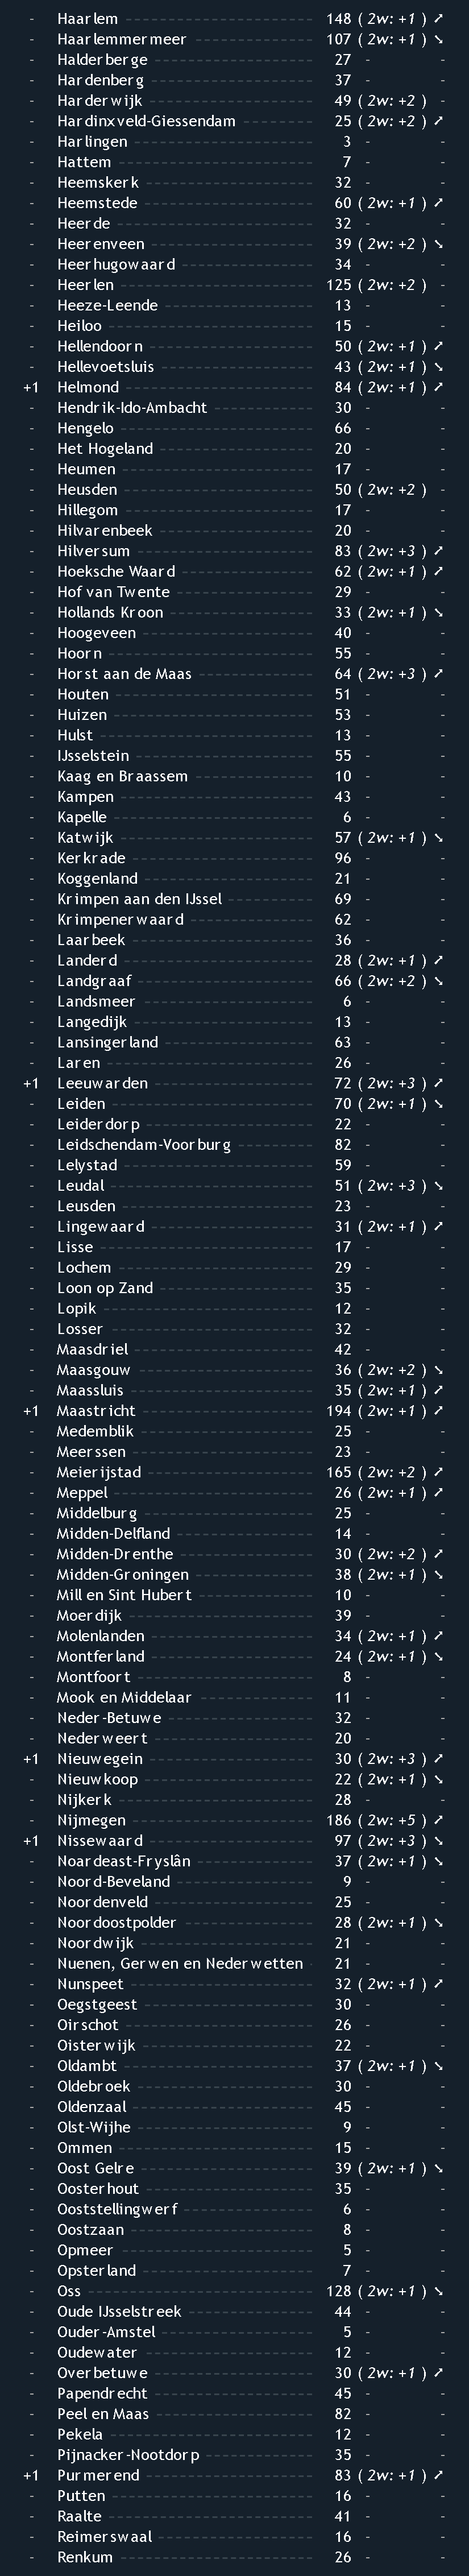 - Haarlem 148 ( 2w: +1 ) ➚
- Haarlemmermeer 107 ( 2w: +1 ) ➘
- Halderberge 27 - -
- Hardenberg 37 - -
- Harderwijk 49 ( 2w: +2 ) -
- Hardinxveld-Giessendam 25 ( 2w: +2 ) ➚
- Harlingen 3 - -
- Hattem 7 - -
- Heemskerk 32 - -
- Heemstede 60 ( 2w: +1 ) ➚
- Heerde 32 - -
- Heerenveen 39 ( 2w: +2 ) ➘
- Heerhugowaard 34 - -
- Heerlen 125 ( 2w: +2 ) -
- Heeze-Leende 13 - -
- Heiloo 15 - -
- Hellendoorn 50 ( 2w: +1 ) ➚
- Hellevoetsluis 43 ( 2w: +1 ) ➘
+1 Helmond 84 ( 2w: +1 ) ➚
- Hendrik-Ido-Ambacht 30 - -
- Hengelo 66 - -
- Het Hogeland 20 - -
- Heumen 17 - -
- Heusden 50 ( 2w: +2 ) -
- Hillegom 17 - -
- Hilvarenbeek 20 - -
- Hilversum 83 ( 2w: +3 ) ➚
- Hoeksche Waard 62 ( 2w: +1 ) ➚
- Hof van Twente 29 - -
- Hollands Kroon 33 ( 2w: +1 ) ➘
- Hoogeveen 40 - -
- Hoorn 55 - -
- Horst aan de Maas 64 ( 2w: +3 ) ➚
- Houten 51 - -
- Huizen 53 - -
- Hulst 13 - -
- IJsselstein 55 - -
- Kaag en Braassem 10 - -
- Kampen 43 - -
- Kapelle 6 - -
- Katwijk 57 ( 2w: +1 ) ➘
- Kerkrade 96 - -
- Koggenland 21 - -
- Krimpen aan den IJssel 69 - -
- Krimpenerwaard 62 - -
- Laarbeek 36 - -
- Landerd 28 ( 2w: +1 ) ➚
- Landgraaf 66 ( 2w: +2 ) ➘
- Landsmeer 6 - -
- Langedijk 13 - -
- Lansingerland 63 - -
- Laren 26 - -
+1 Leeuwarden 72 ( 2w: +3 ) ➚
- Leiden 70 ( 2w: +1 ) ➘
- Leiderdorp 22 - -
- Leidschendam-Voorburg 82 - -
- Lelystad 59 - -
- Leudal 51 ( 2w: +3 ) ➘
- Leusden 23 - -
- Lingewaard 31 ( 2w: +1 ) ➚
- Lisse 17 - -
- Lochem 29 - -
- Loon op Zand 35 - -
- Lopik 12 - -
- Losser 32 - -
- Maasdriel 42 - -
- Maasgouw 36 ( 2w: +2 ) ➘
- Maassluis 35 ( 2w: +1 ) ➚
+1 Maastricht 194 ( 2w: +1 ) ➚
- Medemblik 25 - -
- Meerssen 23 - -
- Meierijstad 165 ( 2w: +2 ) ➚
- Meppel 26 ( 2w: +1 ) ➚
- Middelburg 25 - -
- Midden-Delfland 14 - -
- Midden-Drenthe 30 ( 2w: +2 ) ➚
- Midden-Groningen 38 ( 2w: +1 ) ➘
- Mill en Sint Hubert 10 - -
- Moerdijk 39 - -
- Molenlanden 34 ( 2w: +1 ) ➚
- Montferland 24 ( 2w: +1 ) ➘
- Montfoort 8 - -
- Mook en Middelaar 11 - -
- Neder-Betuwe 32 - -
- Nederweert 20 - -
+1 Nieuwegein 30 ( 2w: +3 ) ➚
- Nieuwkoop 22 ( 2w: +1 ) ➘
- Nijkerk 28 - -
- Nijmegen 186 ( 2w: +5 ) ➚
+1 Nissewaard 97 ( 2w: +3 ) ➘
- Noardeast-Fryslân 37 ( 2w: +1 ) ➘
- Noord-Beveland 9 - -
- Noordenveld 25 - -
- Noordoostpolder 28 ( 2w: +1 ) ➘
- Noordwijk 21 - -
- Nuenen, Gerwen en Nederwetten 21 - -
- Nunspeet 32 ( 2w: +1 ) ➚
- Oegstgeest 30 - -
- Oirschot 26 - -
- Oisterwijk 22 - -
- Oldambt 37 ( 2w: +1 ) ➘
- Oldebroek 30 - -
- Oldenzaal 45 - -
- Olst-Wijhe 9 - -
- Ommen 15 - -
- Oost Gelre 39 ( 2w: +1 ) ➘
- Oosterhout 35 - -
- Ooststellingwerf 6 - -
- Oostzaan 8 - -
- Opmeer 5 - -
- Opsterland 7 - -
- Oss 128 ( 2w: +1 ) ➘
- Oude IJsselstreek 44 - -
- Ouder-Amstel 5 - -
- Oudewater 12 - -
- Overbetuwe 30 ( 2w: +1 ) ➚
- Papendrecht 45 - -
- Peel en Maas 82 - -
- Pekela 12 - -
- Pijnacker-Nootdorp 35 - -
+1 Purmerend 83 ( 2w: +1 ) ➚
- Putten 16 - -
- Raalte 41 - -
- Reimerswaal 16 - -
- Renkum 26 - -